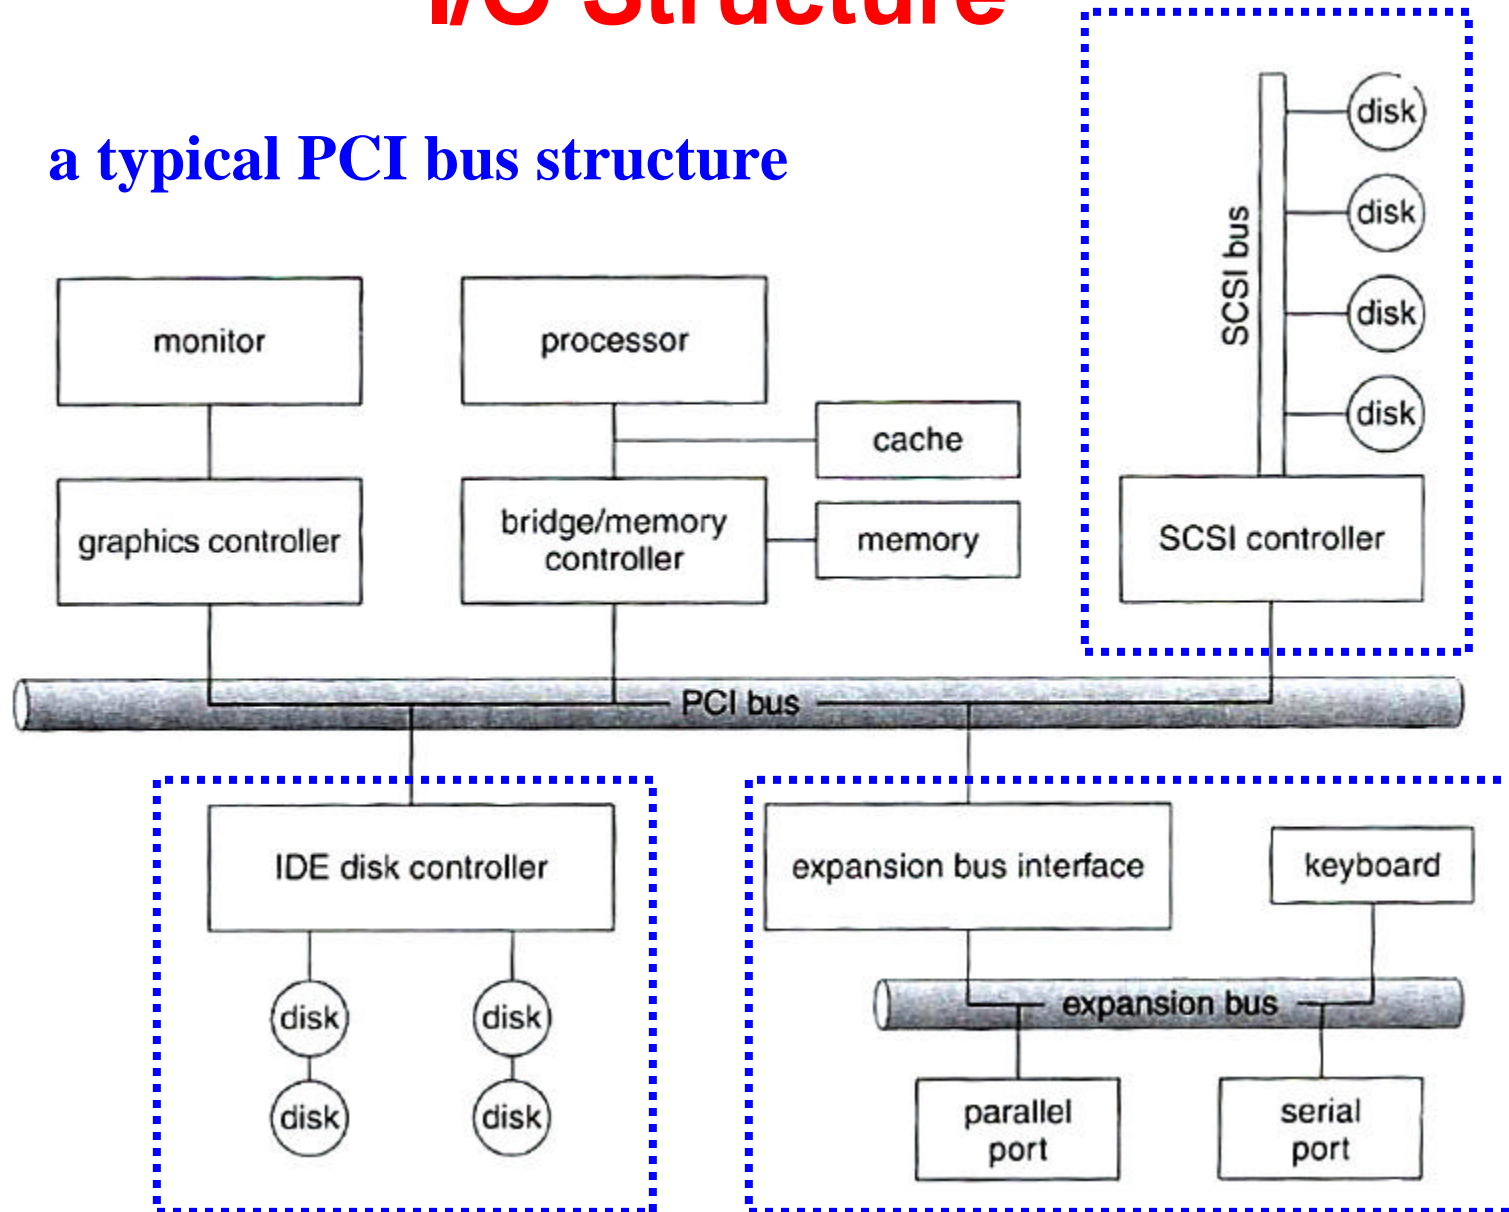 I/O Structure
a typical PCI bus structure
disk
disk
SCSI bus
disk
disk
monitor
processor
cache
graphics controller
bridge/memory
controller
memory
SCSI controller
PCI bus
IDE disk controller
expansion bus interface
keyboard
disk
disk
expansion bus
disk
disk
parallel
port
serial
port